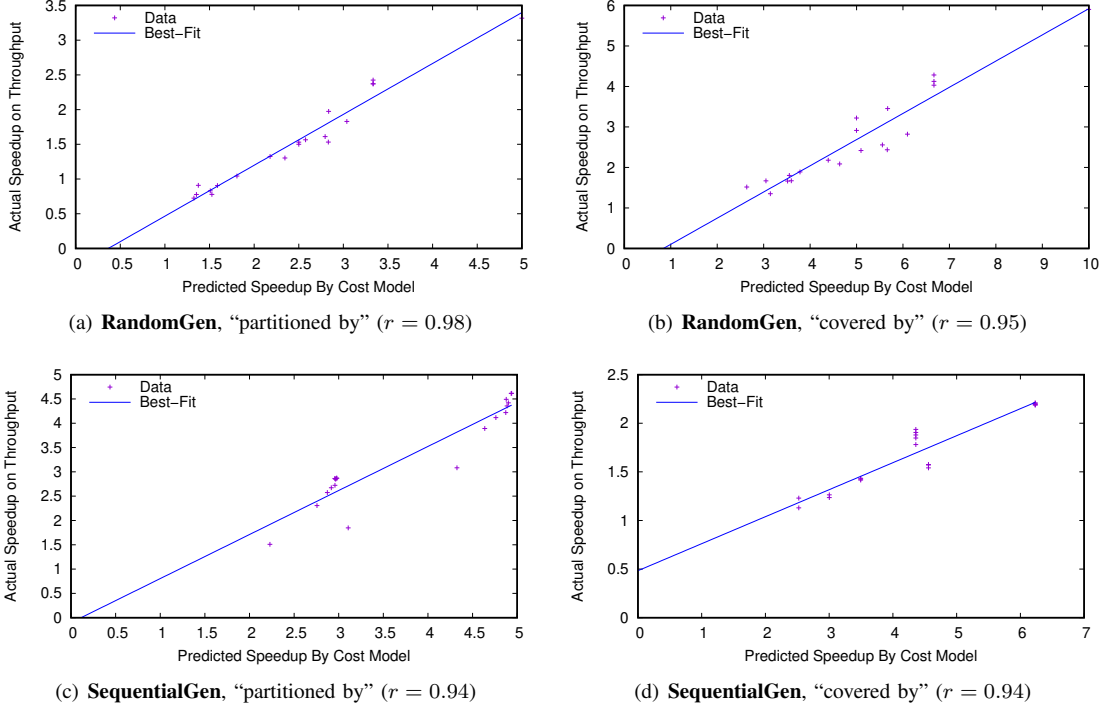 3.5
3
2.5
2
1.5
1
0.5
0
Actual Speedup on Throughput
Data
Best−Fit
0 0.5 1 1.5 2 2.5 3 3.5 4 4.5 5
Predicted Speedup By Cost Model
(a) RandomGen, “partitioned by” (r = 0.98)
6
5
4
3
2
1
0
Actual Speedup on Throughput
Data
Best−Fit
0 1 2 3 4 5 6 7 8 9 10
Predicted Speedup By Cost Model
(b) RandomGen, “covered by” (r = 0.95)
5
4.5
4
3.5
3
2.5
2
1.5
1
0.5
0
Actual Speedup on Throughput
Data
Best−Fit
0 0.5 1 1.5 2 2.5 3 3.5 4 4.5 5
Predicted Speedup By Cost Model
(c) SequentialGen, “partitioned by” (r = 0.94)
2.5
2
1.5
1
0.5
0
Actual Speedup on Throughput
Data
Best−Fit
0 1 2 3 4 5 6 7
Predicted Speedup By Cost Model
(d) SequentialGen, “covered by” (r = 0.94)